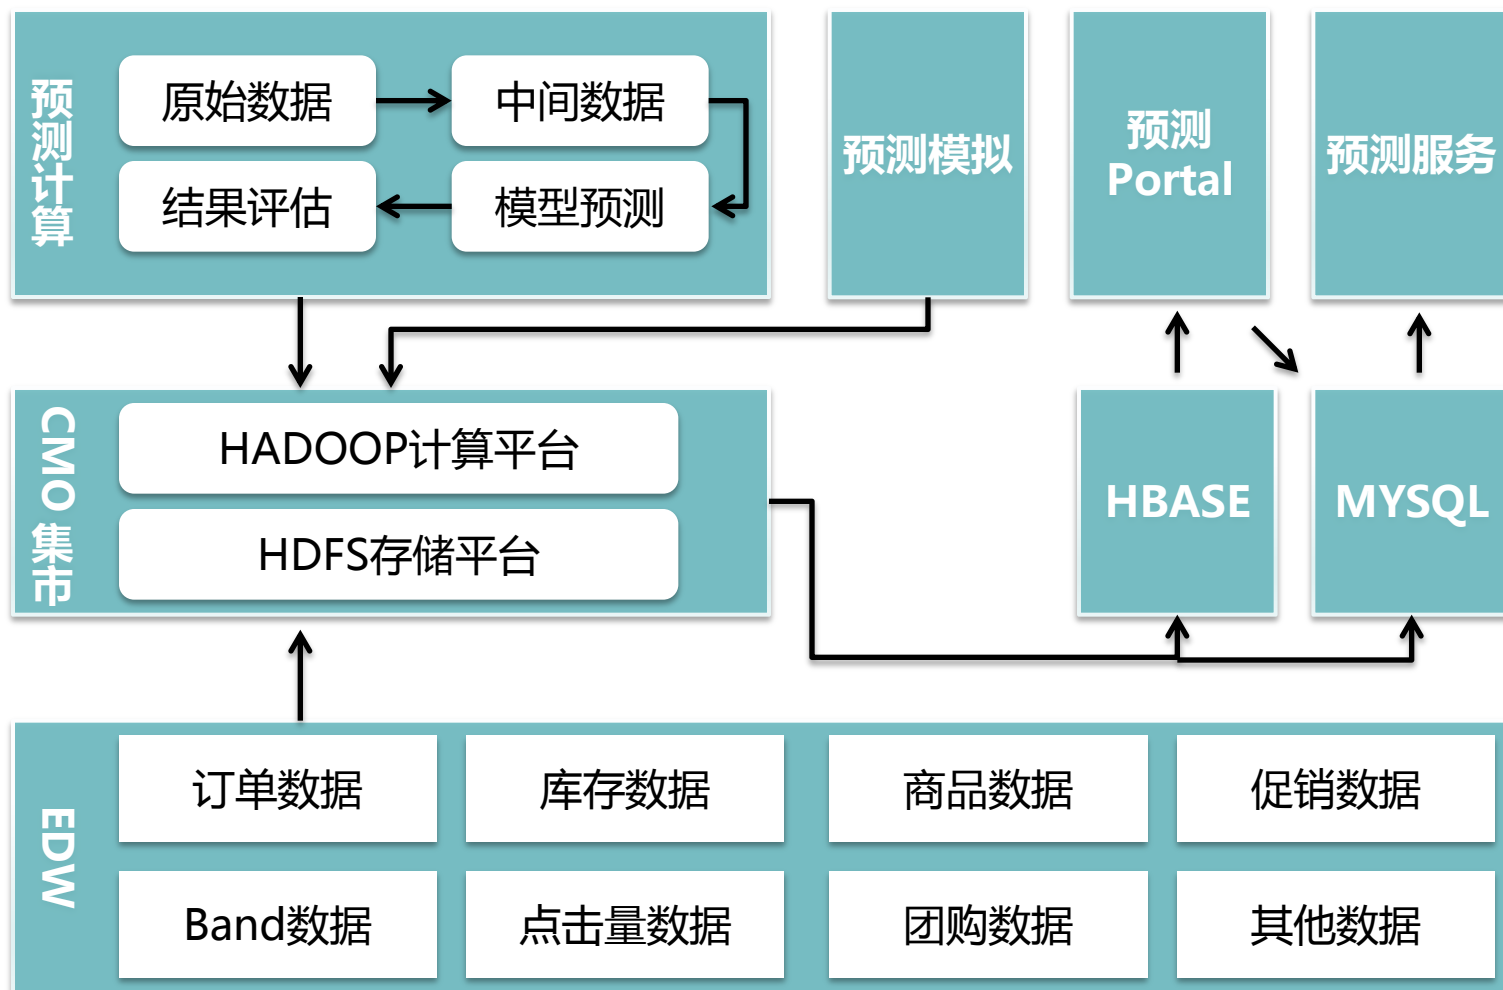 预测计算
原始数据
中间数据
结果评估
模型预测
预测模拟
预测
Portal
预测服务
CMO集市
HADOOP计算平台
HDFS存储平台
HBASE
MYSQL
EDW
订单数据
库存数据
商品数据
促销数据
Band数据
点击量数据
团购数据
其他数据